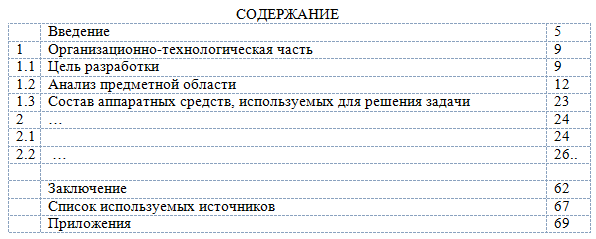 СОДЕРЖАНИЕ
Введение 5
1 Организационно-технологическая часть 9
1.1 Цель разработки 9
1.2 Анализ предметной области 12
1.3 Состав аппаратных средств, используемых для решения задачи 23
2 … 24
2.1 24
2.2 … 26..
Заключение 62
Список используемых источников 67
Приложения 69